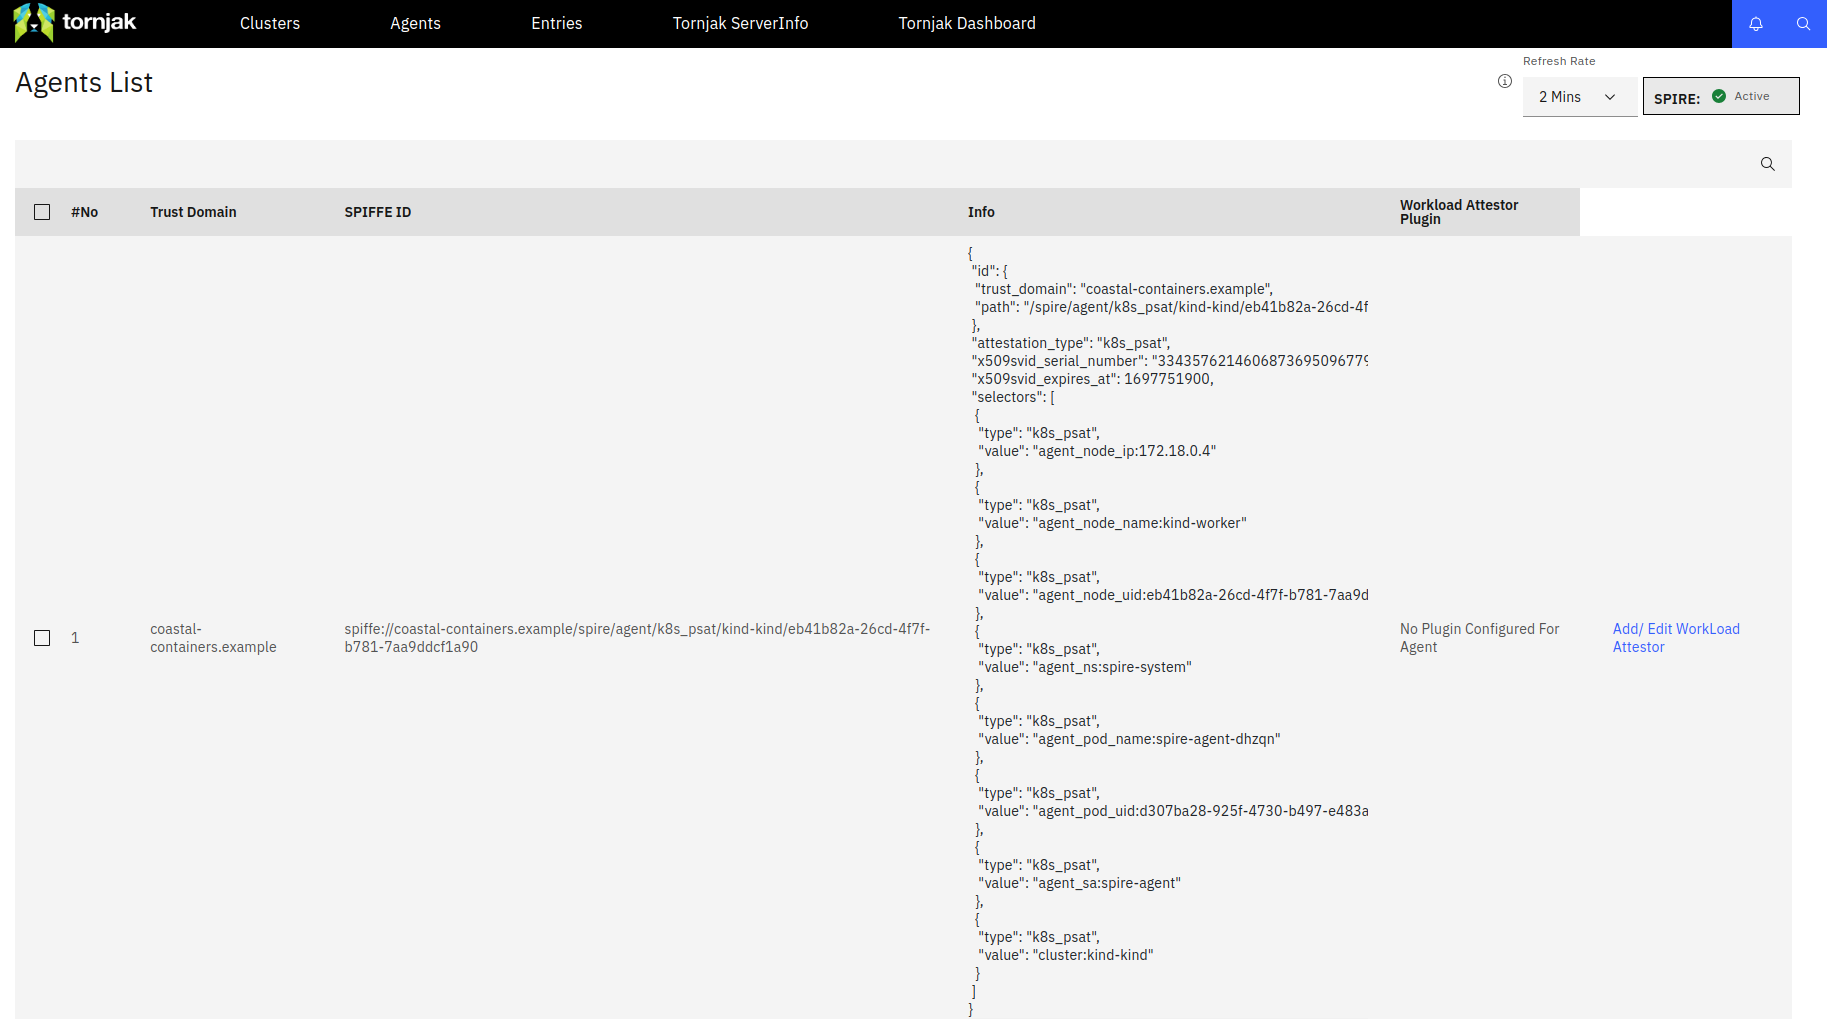 tornjak
Clusters
Agents
Entries
Tornjak ServerInfo
Tornjak Dashboard
Agents List
Refresh Rate
2 Mins
SPIRE:
Active
#No
Trust Domain
SPIFFE ID
Info
Workload Attestor
Plugin
1
coastal-
containers.example
spiffe://coastal-containers.example/spire/agent/k8s_psat/kind-kind/eb41b82a-26cd-4f7f-
b781-7aa9ddcf1a90
{
"id": {
"trust_domain": "coastal-containers.example",
"path": "/spire/agent/k8s_psat/kind-kind/eb41b82a-26cd-4f
},
"attestation_type": "k8s_psat",
"x509svid_serial_number": "3343576214606873695096779
"x509svid_expires_at": 1697751900,
"selectors": [
{
"type": "k8s_psat",
"value": "agent_node_ip:172.18.0.4"
},
{
"type": "k8s_psat",
"value": "agent_node_name:kind-worker"
},
{
"type": "k8s_psat",
"value": "agent_node_uid:eb41b82a-26cd-4f7f-b781-7aa9d
},
{
"type": "k8s_psat",
"value": "agent_ns:spire-system"
},
{
"type": "k8s_psat",
"value": "agent_pod_name:spire-agent-dhzqn"
},
{
"type": "k8s_psat",
"value": "agent_pod_uid:d307ba28-925f-4730-b497-e483a
},
{
"type": "k8s_psat",
"value": "agent_sa:spire-agent"
},
{
"type": "k8s_psat",
"value": "cluster:kind-kind"
}
]
}
No Plugin Configured For
Agent
Add/ Edit WorkLoad
Attestor